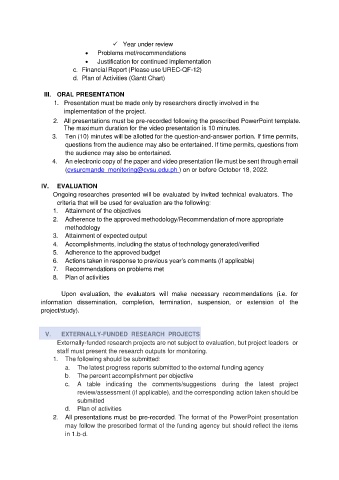 ✓ Year under review
• Problems met/recommendations
• Justification for continued implementation
c. Financial Report (Please use UREC-QF-12)
d. Plan of Activities (Gantt Chart)
III. ORAL PRESENTATION
1. Presentation must be made only by researchers directly involved in the
implementation of the project.
2. All presentations must be pre-recorded following the prescribed PowerPoint template.
The maximum duration for the video presentation is 10 minutes.
3. Ten (10) minutes will be allotted for the question-and-answer portion. If time permits,
questions from the audience may also be entertained. If time permits, questions from
the audience may also be entertained.
4. An electronic copy of the paper and video presentation file must be sent through email
(cvsurcmande_monitoring@cvsu.edu.ph ) on or before October 18, 2022.
IV. EVALUATION
Ongoing researches presented will be evaluated by invited technical evaluators. The
criteria that will be used for evaluation are the following:
1. Attainment of the objectives
2. Adherence to the approved methodology/Recommendation of more appropriate
methodology
3. Attainment of expected output
4. Accomplishments, including the status of technology generated/verified
5. Adherence to the approved budget
6. Actions taken in response to previous year's comments (if applicable)
7. Recommendations on problems met
8. Plan of activities
Upon evaluation, the evaluators will make necessary recommendations (i.e. for
information dissemination, completion, termination, suspension, or extension of the
project/study).
V. EXTERNALLY-FUNDED RESEARCH PROJECTS
Externally-funded research projects are not subject to evaluation, but project leaders or
staff must present the research outputs for monitoring.
1. The following should be submitted:
a. The latest progress reports submitted to the external funding agency
b. The percent accomplishment per objective
c. A table indicating the comments/suggestions during the latest project
review/assessment (if applicable), and the corresponding action taken should be
submitted
d. Plan of activities
2. All presentations must be pre-recorded. The format of the PowerPoint presentation
may follow the prescribed format of the funding agency but should reflect the items
in 1.b-d.